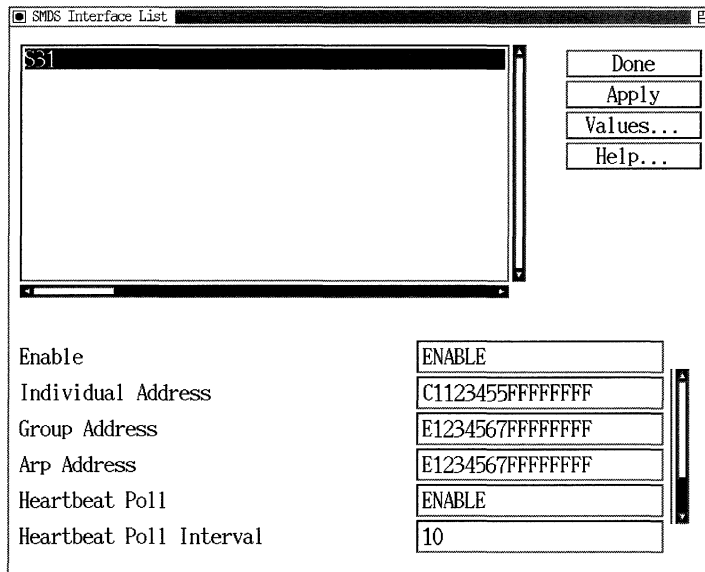 SMDS Interface List
S31
Done
Apply
Values...
Help...
Enable ENABLE
Individual Address C1123455FFFFFFFF
Group Address E1234567FFFFFFFF
Arp Address E1234567FFFFFFFF
Heartbeat Poll ENABLE
Heartbeat Poll Interval 10